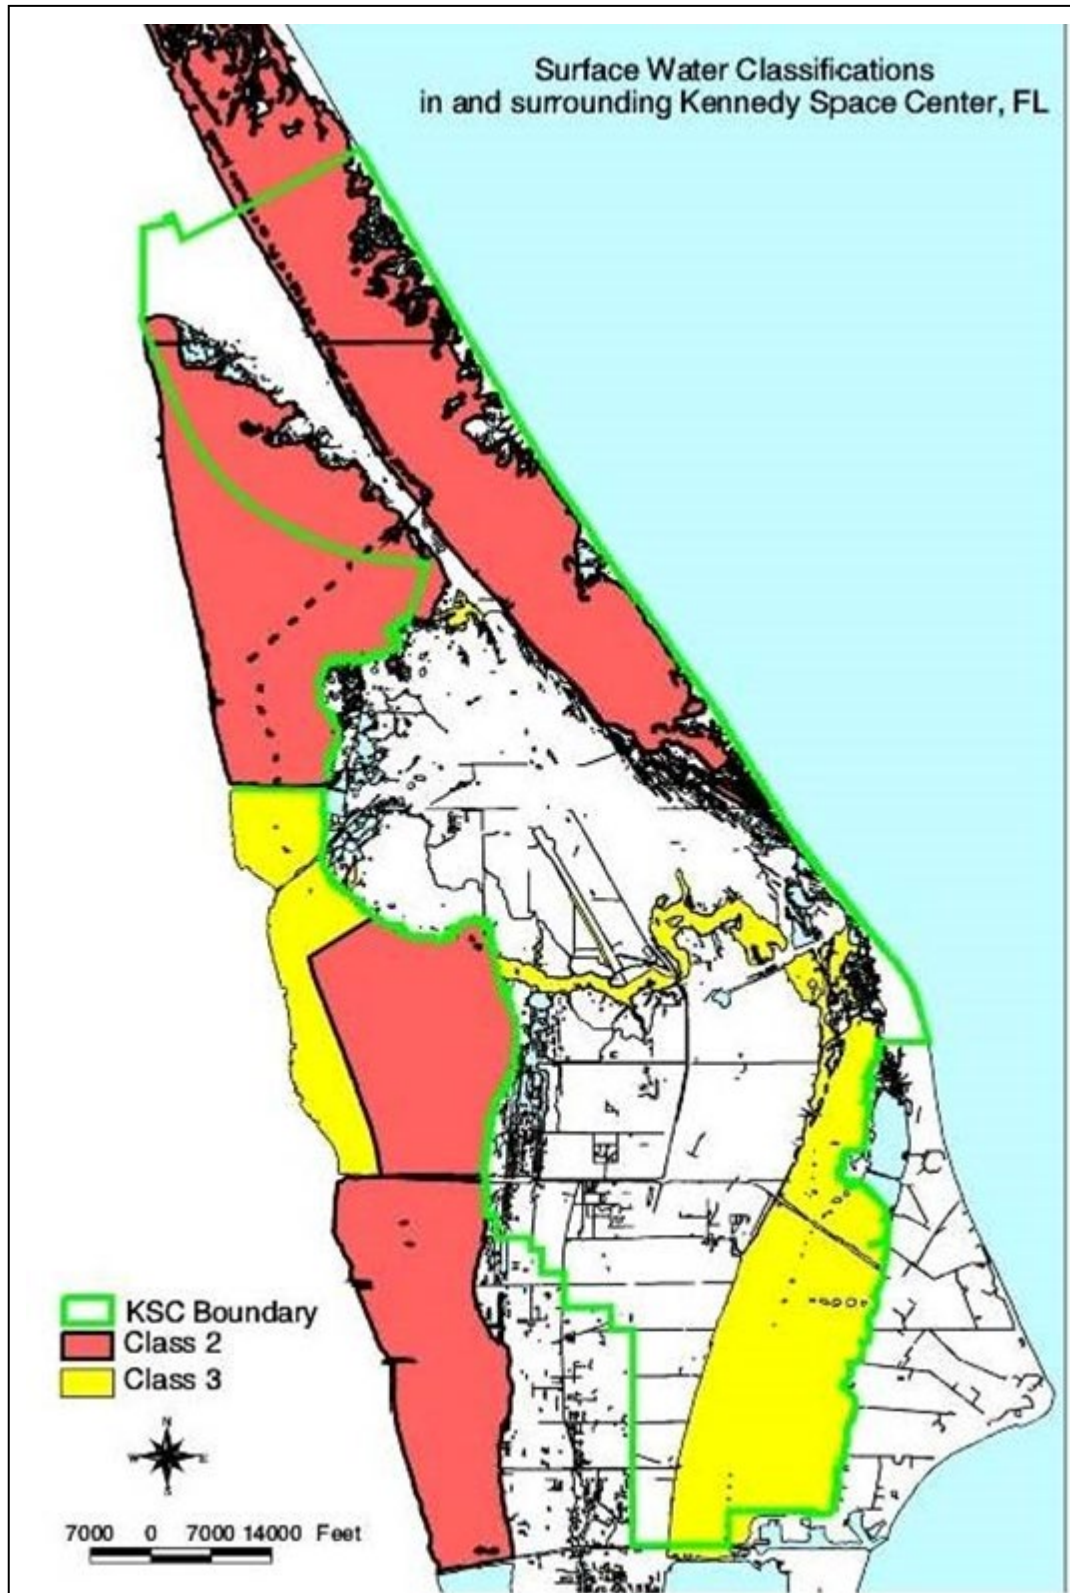 Surface Water Classifications
in and surrounding Kennedy Space Center, FL
KSC Boundary
Class 2
Class 3
N
W
E
S
7000 0 7000 14000 Feet